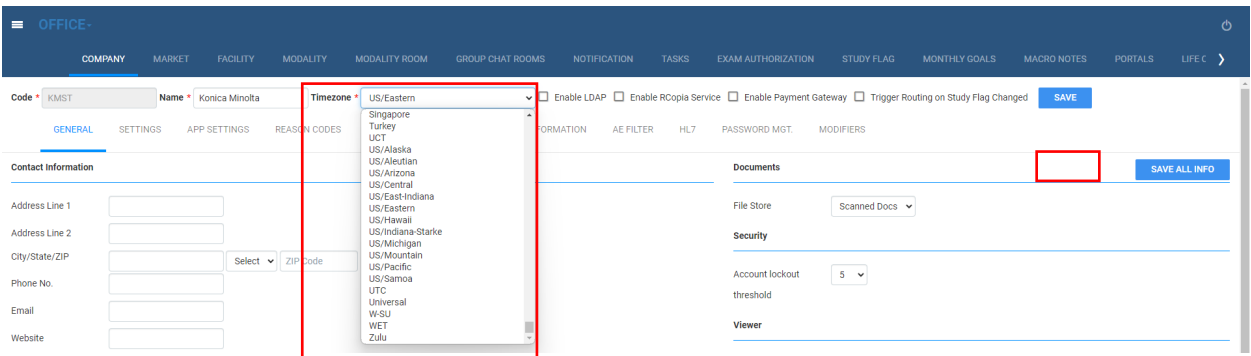 OFFICE-
COMPANY MARKET FACILITY MODALITY MODALITY ROOM GROUP CHAT ROOMS NOTIFICATION TASKS EXAM AUTHORIZATION STUDY FLAG MONTHLY GOALS MACRO NOTES PORTALS LIFE C
Code * KMST Name * Konica Minolta Timezone * US/Eastern Enable LDAP Enable RCopia Service Enable Payment Gateway Trigger Routing on Study Flag Changed SAVE
GENERAL SETTINGS APP SETTINGS REASON CODES FORMATION AE FILTER HL7 PASSWORD MGT. MODIFIERS
Singapore
Turkey
UCT
US/Alaska
US/Aleutian
US/Arizona
US/Central
US/East-Indiana
US/Eastern
US/Hawaii
US/Indiana-Starke
US/Michigan
US/Mountain
US/Pacific
US/Samoa
UTC
Universal
W-SU
WET
Zulu
Contact Information
Address Line 1
Address Line 2
City/State/ZIP Select ZIP Code
Phone No.
Email
Website
Documents SAVE ALL INFO
File Store Scanned Docs
Security
Account lockout 5
threshold
Viewer